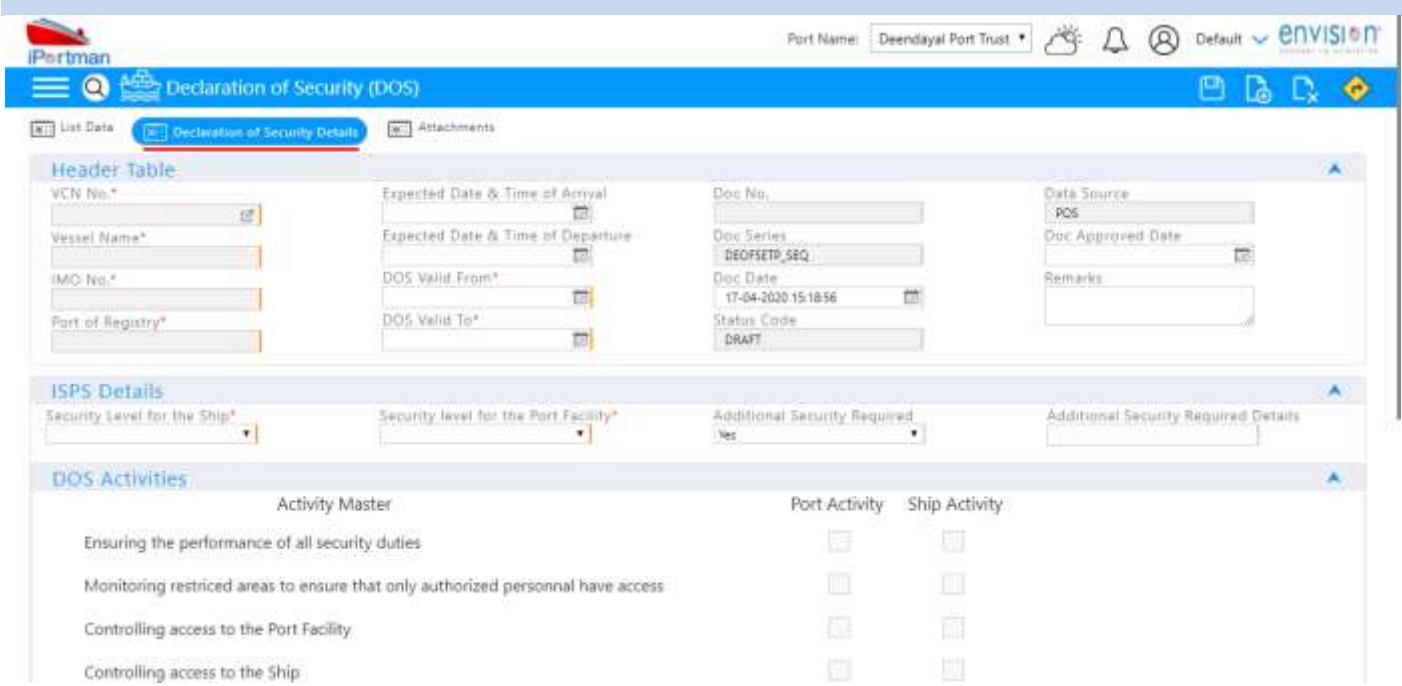 Port Name: Deendayal Port Trust Default envision
iPortman
Declaration of Security (DOS)
List Data Declaration of Security Details Attachments
Header Table
VCN No.* Expected Date & Time of Arrival Doc No. Data Source
POS
Vessel Name* Expected Date & Time of Departure Doc Series Doc Approved Date
DEOFSETP_SEQ
IMO No.* DOS Valid From* Doc Date Remarks
17-04-2020 15:18:56
Port of Registry* DOS Valid To* Status Code
DRAFT
ISPS Details
Security Level for the Ship* Security level for the Port Facility* Additional Security Required Additional Security Required Details
Yes
DOS Activities
Activity Master Port Activity Ship Activity
Ensuring the performance of all security duties
Monitoring restriced areas to ensure that only authorized personnal have access
Controlling access to the Port Facility
Controlling access to the Ship